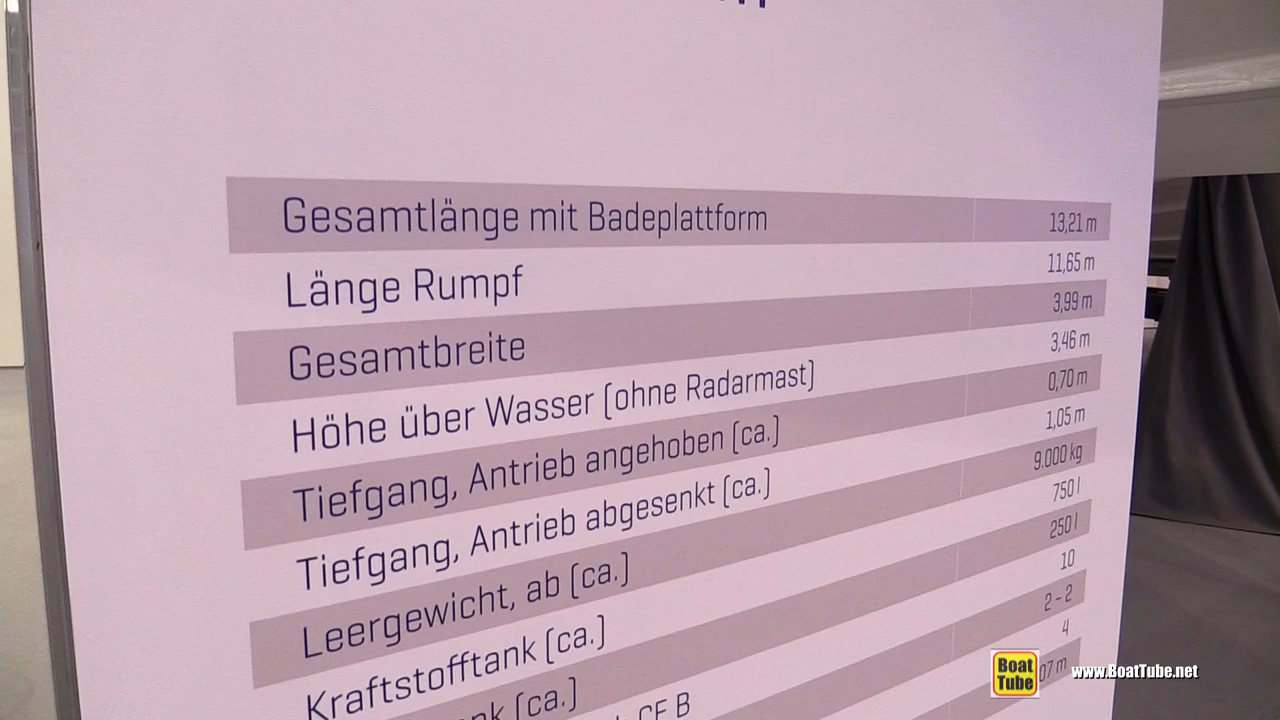 Gesamtlänge mit Badeplattform 13,21 m
Länge Rumpf 11,65 m
Gesamtbreite 3,99 m
Höhe über Wasser (ohne Radarmast) 3,46 m
Tiefgang, Antrieb angehoben (ca.) 0,70 m
Tiefgang, Antrieb abgesenkt (ca.) 1,05 m
Leergewicht, ab (ca.) 9.000 kg
Kraftstofftank (ca.) 750 l
(ca.) 250 l
CE B 10
2 - 2
4
07 m
Boat Tube www.BoatTube.net